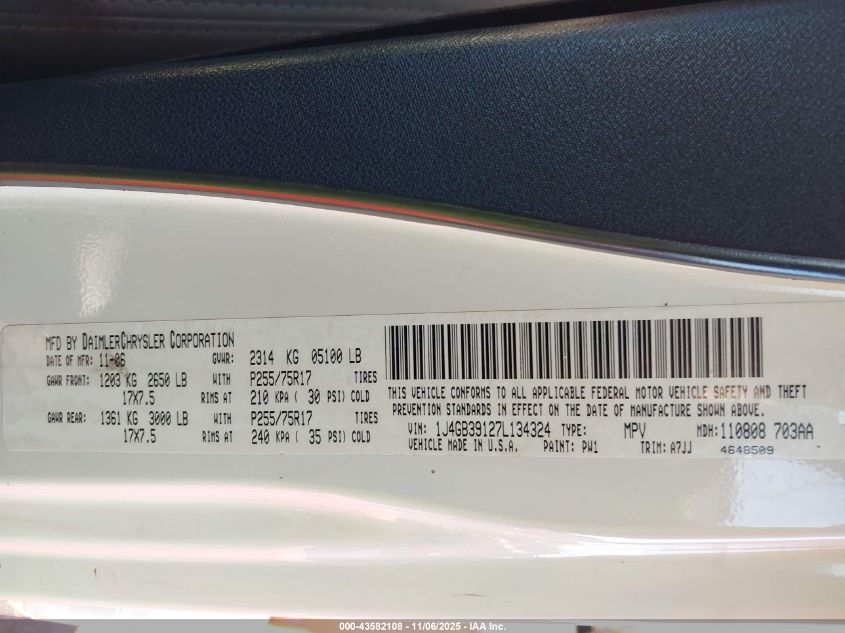 MFD BY DAIMLERCHRYSLER CORPORATION
DATE OF MFR: 11-06 GVWR: 2314 KG 05100 LB
GAWR FRONT: 1203 KG 2650 LB WITH P255/75R17 TIRES
17X7.5 RIMS AT 210 KPA ( 30 PSI) COLD
GAWR REAR: 1361 KG 3000 LB WITH P255/75R17 TIRES
17X7.5 RIMS AT 240 KPA ( 35 PSI) COLD
THIS VEHICLE CONFORMS TO ALL APPLICABLE FEDERAL MOTOR VEHICLE SAFETY AND THEFT
PREVENTION STANDARDS IN EFFECT ON THE DATE OF MANUFACTURE SHOWN ABOVE.
VIN: 1J4GB39127L134324 TYPE: MPV MDH: 110808 703AA
VEHICLE MADE IN U.S.A. PAINT: PW1 TRIM: A7JJ 4648509
000-43582108 - 11/06/2025 - IAA Inc.